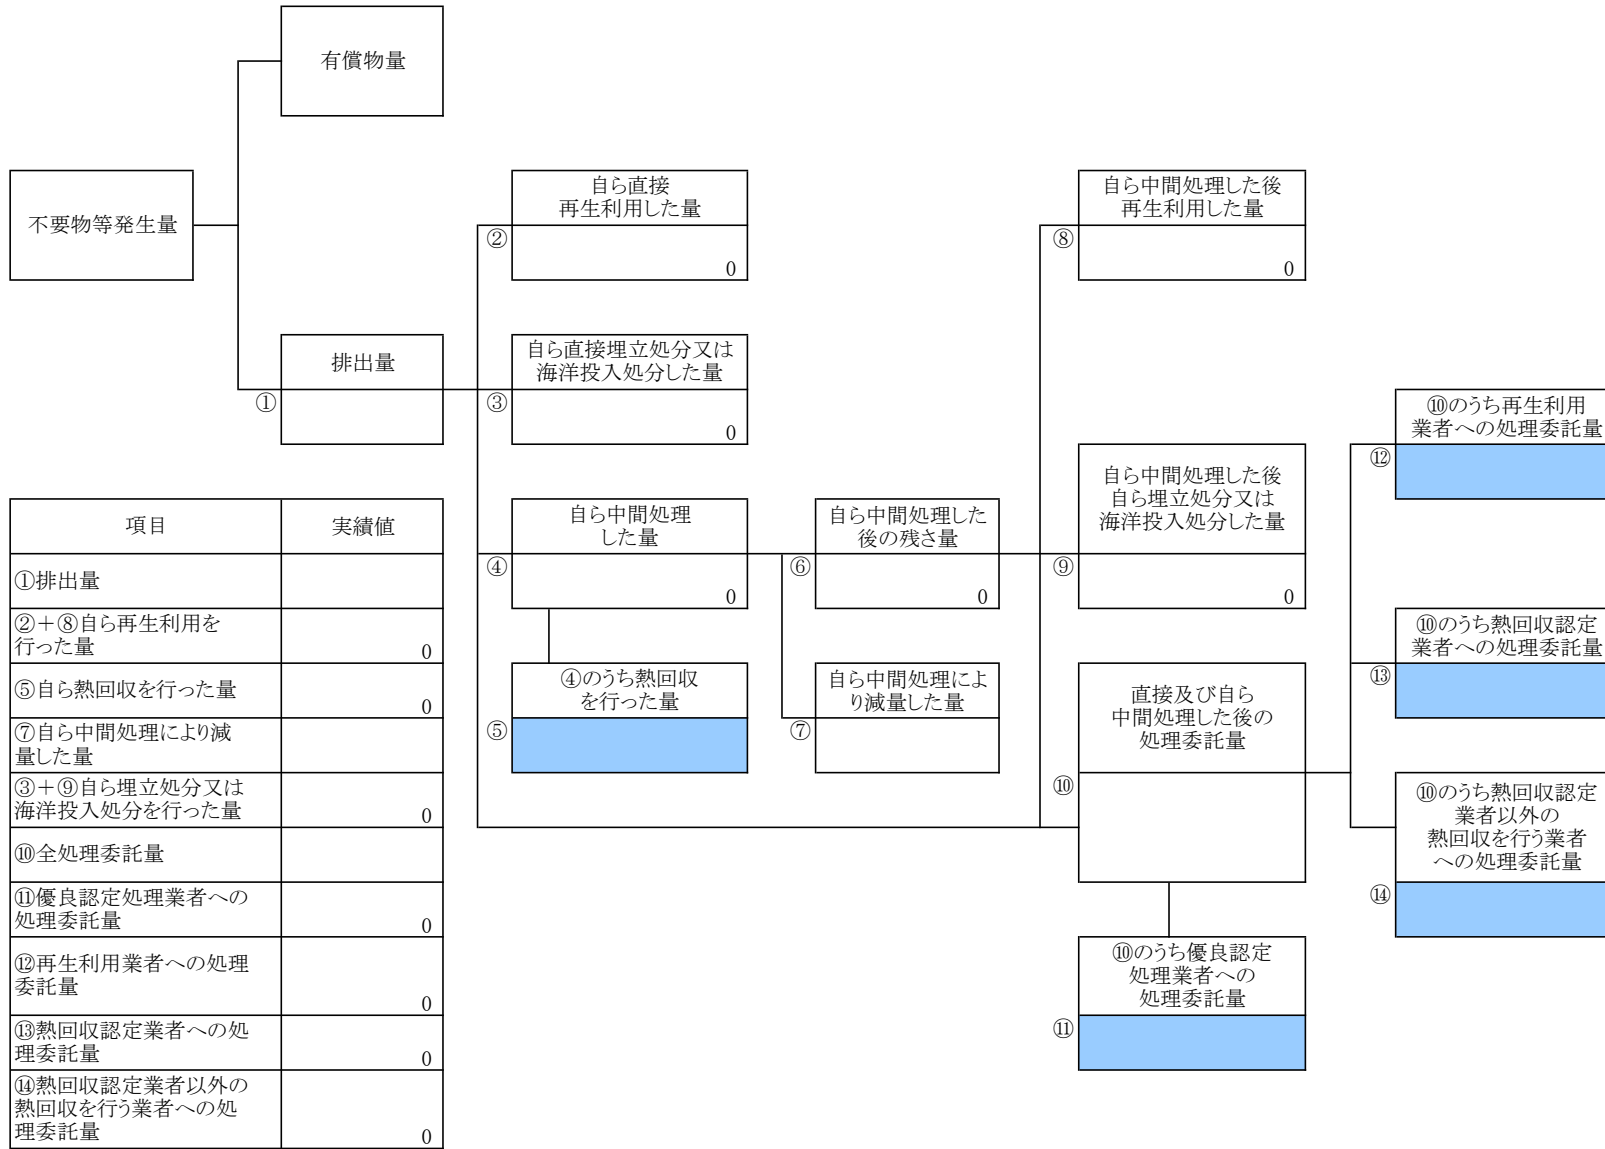 有償物量
不要物等発生量
自ら直接
再生利用した量
②
0
自ら中間処理した後
再生利用した量
⑧
0
排出量
①
自ら直接埋立処分又は
海洋投入処分した量
③
0
⑩のうち再生利用
業者への処理委託量
⑫
自ら中間処理した後
自ら埋立処分又は
海洋投入処分した量
⑨
0
自ら中間処理
した量
④
0
自ら中間処理した
後の残さ量
⑥
0
⑩のうち熱回収認定
業者への処理委託量
⑬
④のうち熱回収
を行った量
⑤
自ら中間処理によ
り減量した量
⑦
直接及び自ら
中間処理した後の
処理委託量
⑩
⑩のうち熱回収認定
業者以外の
熱回収を行う業者
への処理委託量
⑭
⑩のうち優良認定
処理業者への
処理委託量
⑪
項目 実績値
①排出量
②＋⑧自ら再生利用を
行った量 0
⑤自ら熱回収を行った量 0
⑦自ら中間処理により減
量した量
③＋⑨自ら埋立処分又は
海洋投入処分を行った量 0
⑩全処理委託量
⑪優良認定処理業者への
処理委託量 0
⑫再生利用業者への処理
委託量 0
⑬熱回収認定業者への処
理委託量 0
⑭熱回収認定業者以外の
熱回収を行う業者への処
理委託量 0